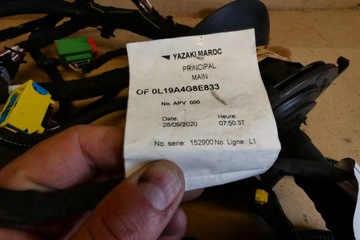 YAZAKI MAROC
PRINCIPAL
MAIN
OF 0L19A4G8E833
No. APV 000
Date: Heure:
28/09/2020 07:50:37
No. serie: 152900 No Ligne: L1